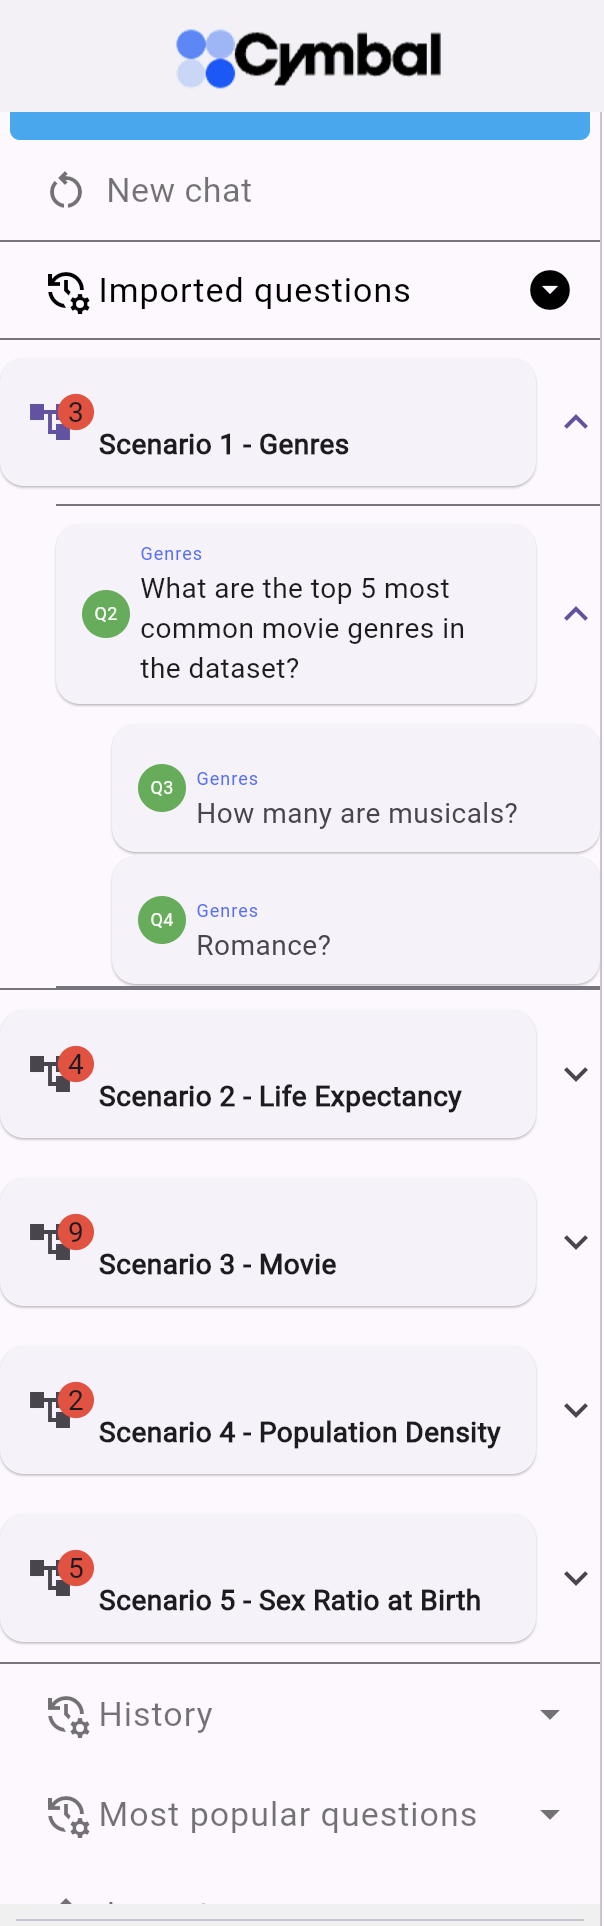 Cymbal
New chat
Imported questions
3
Scenario 1 - Genres
Genres
Q2
What are the top 5 most
common movie genres in
the dataset?
Genres
Q3
How many are musicals?
Genres
Q4
Romance?
4
Scenario 2 - Life Expectancy
9
Scenario 3 - Movie
2
Scenario 4 - Population Density
5
Scenario 5 - Sex Ratio at Birth
History
Most popular questions